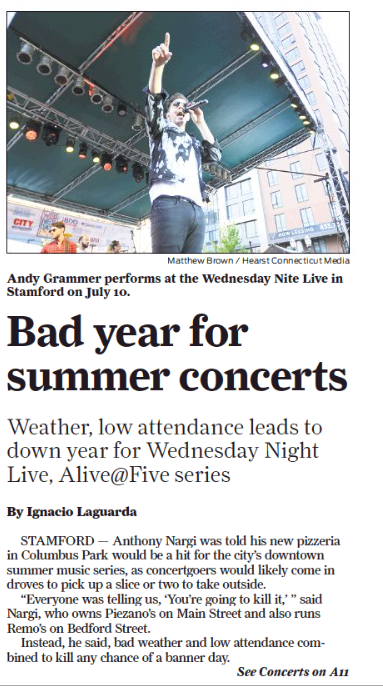 CITY
NOW LEASING
Matthew Brown / Hearst Connecticut Media
Andy Grammer performs at the Wednesday Nite Live in
Stamford on July 10.
Bad year for
summer concerts
Weather, low attendance leads to
down year for Wednesday Night
Live, Alive@Five series
By Ignacio Laguarda
STAMFORD — Anthony Nargi was told his new pizzeria
in Columbus Park would be a hit for the city’s downtown
summer music series, as concertgoers would likely come in
droves to pick up a slice or two to take outside.
“Everyone was telling us, ‘You’re going to kill it,’ ” said
Nargi, who owns Piezano’s on Main Street and also runs
Remo’s on Bedford Street.
Instead, he said, bad weather and low attendance com-
bined to kill any chance of a banner day.
See Concerts on A11